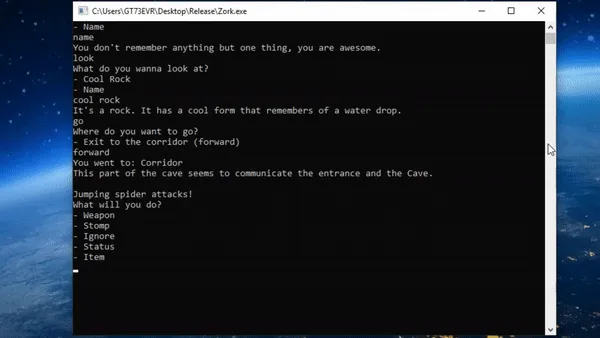 C:\Users\GT73EVR\Desktop\Release\Zork.exe
- Name
name
You don't remember anything but one thing, you are awesome.
look
What do you wanna look at?
- Cool Rock
- Name
cool rock
It's a rock. It has a cool form that remembers of a water drop.
go
Where do you want to go?
- Exit to the corridor (forward)
forward
You went to: Corridor
This part of the cave seems to communicate the entrance and the Cave.
Jumping spider attacks!
What will you do?
- Weapon
- Stomp
- Ignore
- Status
- Item